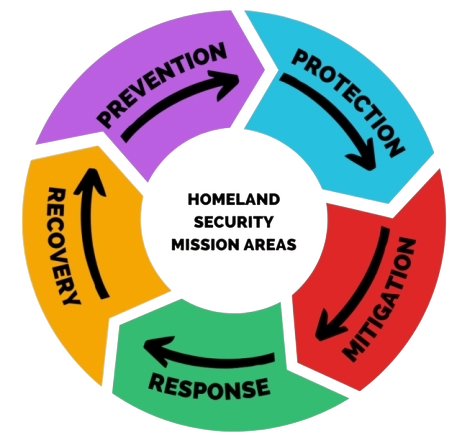 PREVENTION
PROTECTION
HOMELAND
SECURITY
MISSION AREAS
RECOVERY
MITIGATION
RESPONSE